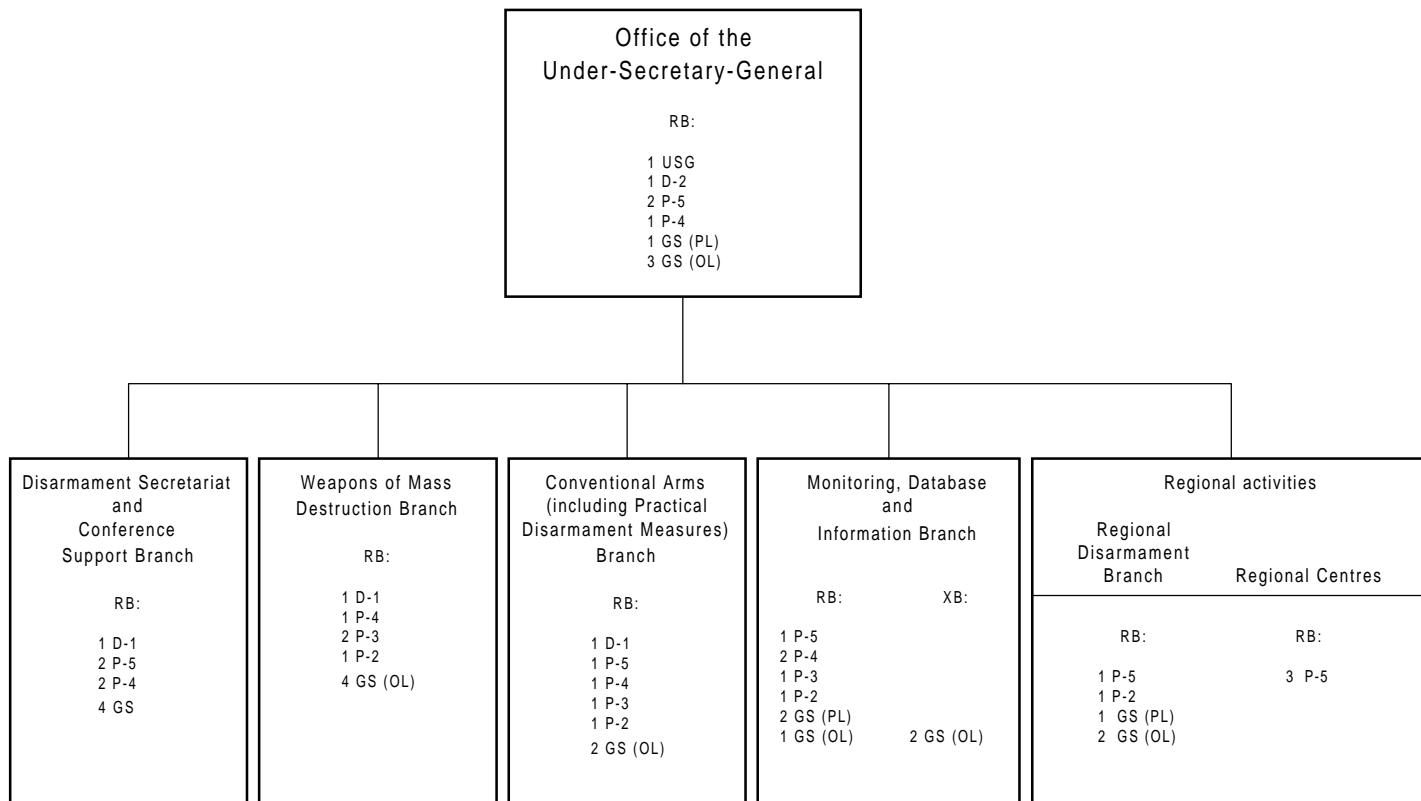 Office of the
Under-Secretary-General
RB:
1 USG
1 D-2
2 P-5
1 P-4
1 GS (PL)
3 GS (OL)
Disarmament Secretariat
and
Conference
Support Branch
RB:
1 D-1
2 P-5
2 P-4
4 GS
Weapons of Mass
Destruction Branch
RB:
1 D-1
1 P-4
2 P-3
1 P-2
4 GS (OL)
Conventional Arms
(including Practical
Disarmament Measures)
Branch
RB:
1 D-1
1 P-5
1 P-4
1 P-3
1 P-2
2 GS (OL)
Monitoring, Database
and
Information Branch
RB: XB:
1 P-5
2 P-4
1 P-3
1 P-2
2 GS (PL)
1 GS (OL) 2 GS (OL)
Regional activities
Regional
Disarmament
Branch
RB:
1 P-5
1 P-2
1 GS (PL)
2 GS (OL)
Regional Centres
RB:
3 P-5